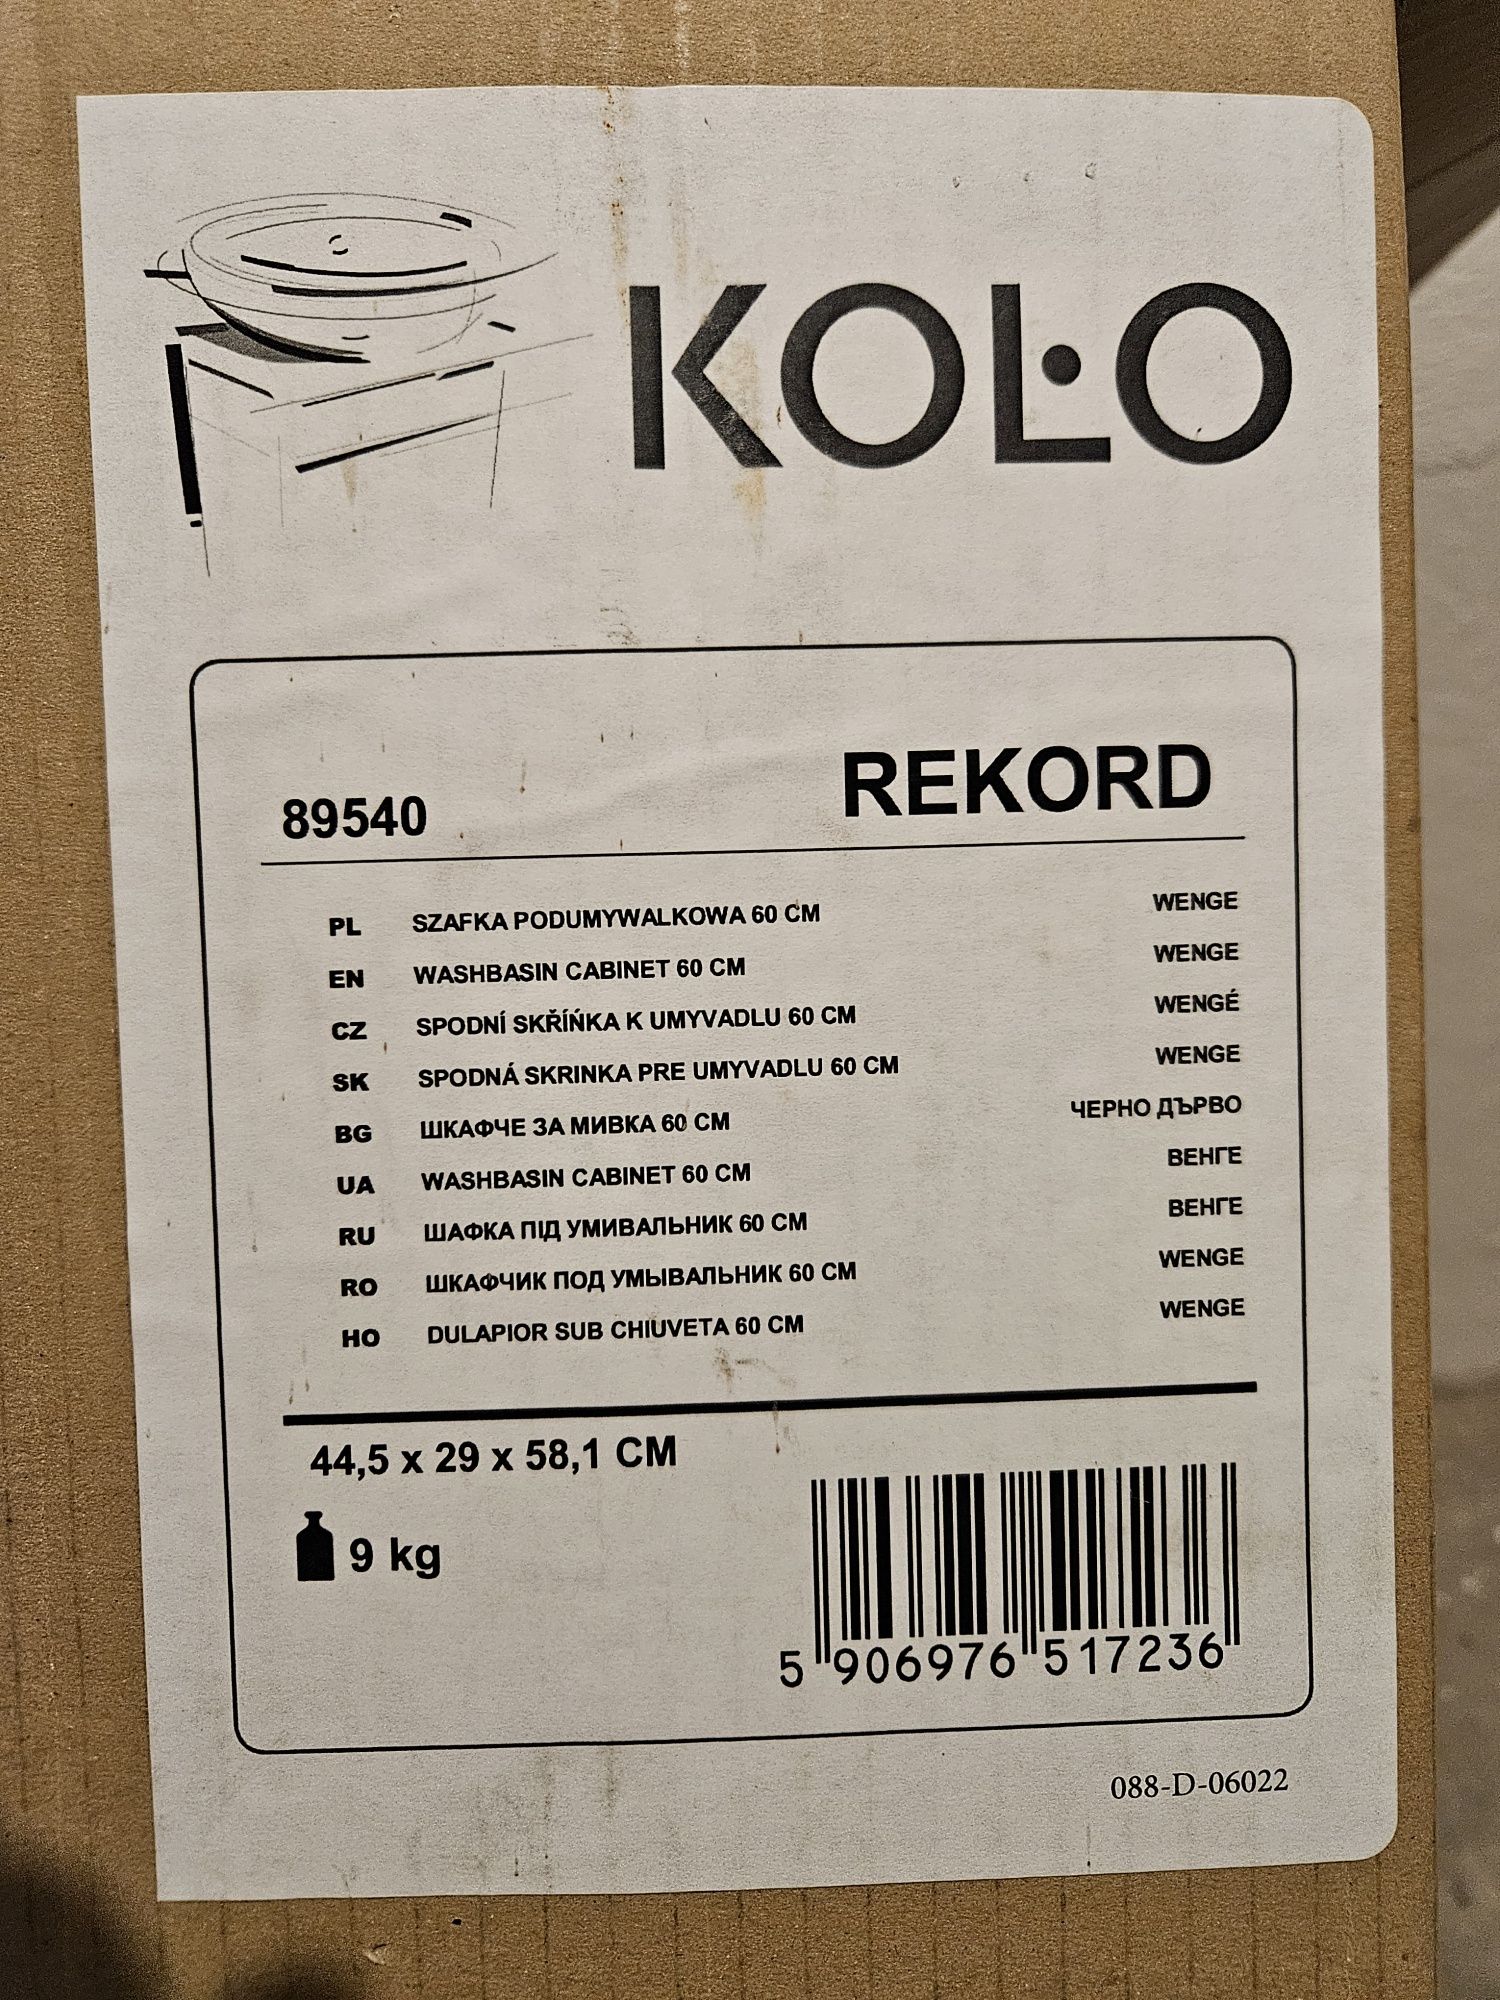 KOŁO
89540 REKORD
PL SZAFKA PODUMYWALKOWA 60 CM WENGE
EN WASHBASIN CABINET 60 CM WENGE
CZ SPODNÍ SKŘÍŃKA K UMYVADLU 60 CM WENGÉ
SK SPODNÁ SKRINKA PRE UMYVADLU 60 CM WENGE
BG ШКАФЧЕ ЗА МИВКА 60 СМ ЧЕРНО ДЪРВО
UA WASHBASIN CABINET 60 CM ВЕНГЕ
RU ШАФКА ПІД УМИВАЛЬНИК 60 СМ ВЕНГЕ
RO ШКАФЧИК ПОД УМЫВАЛЬНИК 60 СМ WENGE
HO DULAPIOR SUB CHIUVETA 60 CM WENGE
44,5 x 29 x 58,1 CM
9 kg
5 906976 517236
088-D-06022